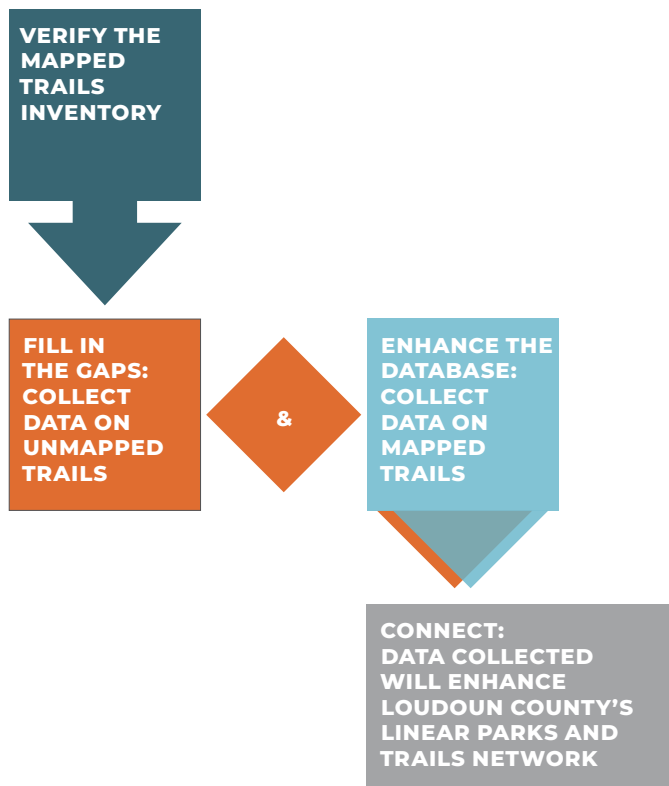 VERIFY THE
MAPPED
TRAILS
INVENTORY
FILL IN
THE GAPS:
COLLECT
DATA ON
UNMAPPED
TRAILS
&
ENHANCE THE
DATABASE:
COLLECT
DATA ON
MAPPED
TRAILS
CONNECT:
DATA COLLECTED
WILL ENHANCE
LOUDOUN COUNTY’S
LINEAR PARKS AND
TRAILS NETWORK